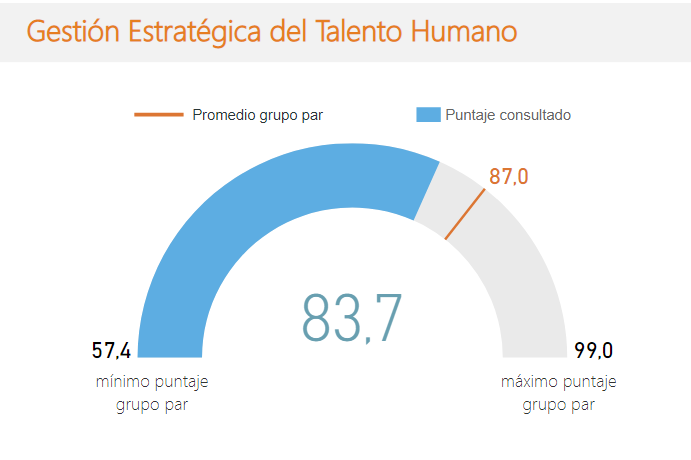 Gestión Estratégica del Talento Humano
Promedio grupo par
Puntaje consultado
87,0
83,7
57,4
99,0
mínimo puntaje
grupo par
máximo puntaje
grupo par